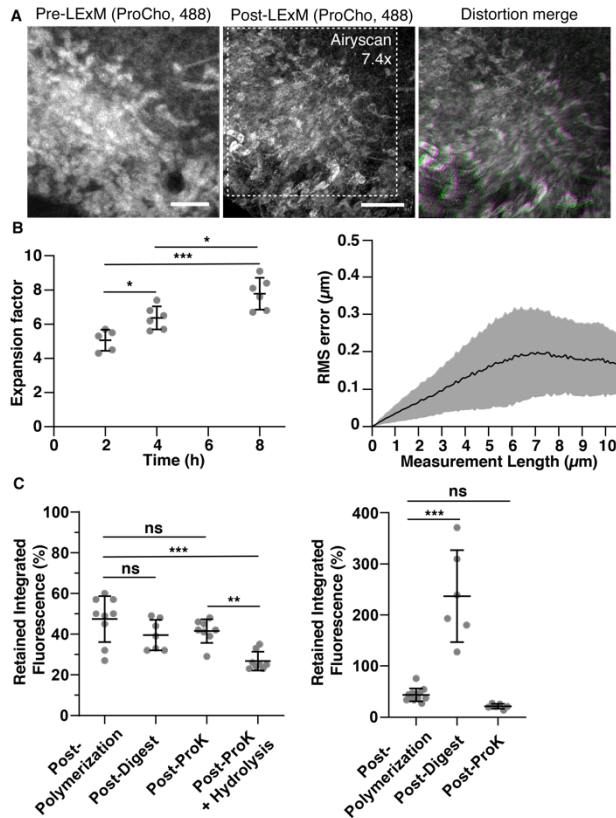 A Pre-LExM (ProCho, 488) Post-LExM (ProCho, 488) Distortion merge
Airyscan
7.4x
B
*
***
*
10
8
6
4
2
0
Expansion factor
0 2 4 6 8
Time (h)
0.5
0.4
0.3
0.2
0.1
0
RMS error (µm)
0 1 2 3 4 5 6 7 8 9 10
Measurement Length (µm)
C
ns
***
ns
**
100
80
60
40
20
0
Retained Integrated
Fluorescence (%)
Post-
Polymerization
Post-Digest
Post-ProK
Post-ProK
+ Hydrolysis
ns
***
400
300
200
100
0
Retained Integrated
Fluorescence (%)
Post-
Polymerization
Post-Digest
Post-ProK